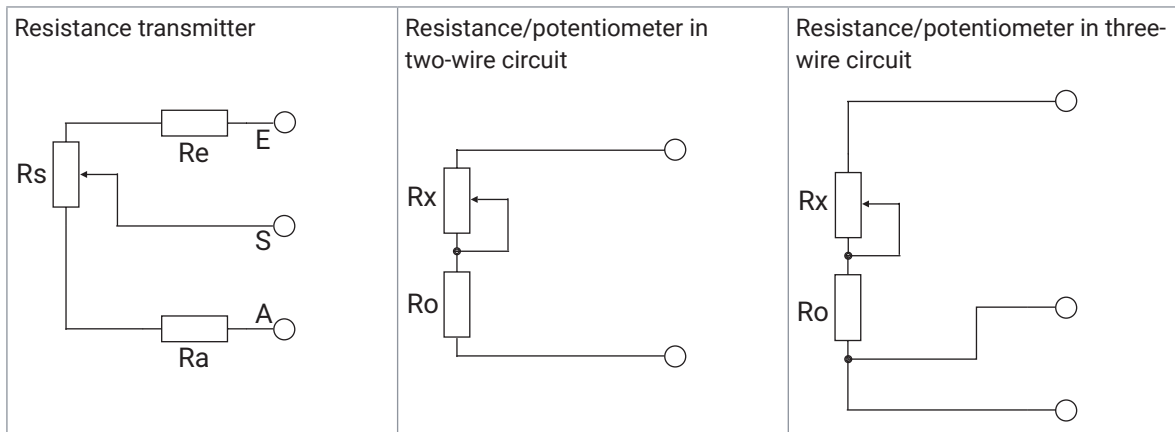 Resistance transmitter
Re
E
Rs
S
A
Ra
Resistance/potentiometer in
two-wire circuit
Rx
Ro
Resistance/potentiometer in three-
wire circuit
Rx
Ro